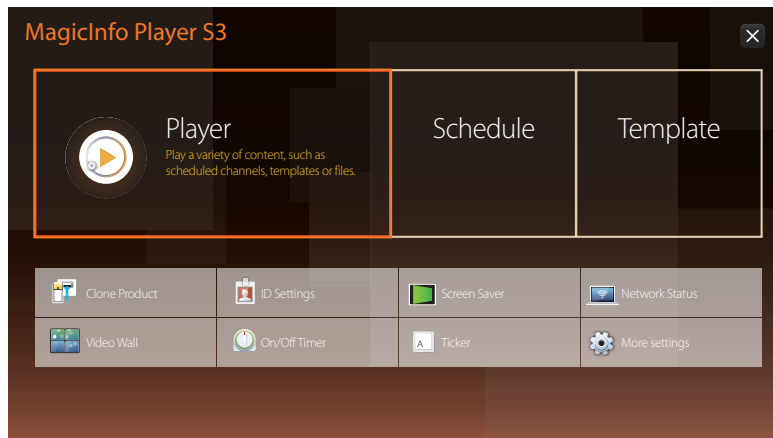 MagicInfo Player S3
Player
Play a variety of content, such as
scheduled channels, templates or files.
Schedule
Template
Clone Product
ID Settings
Screen Saver
Network Status
Video Wall
On/Off Timer
A
Ticker
More settings